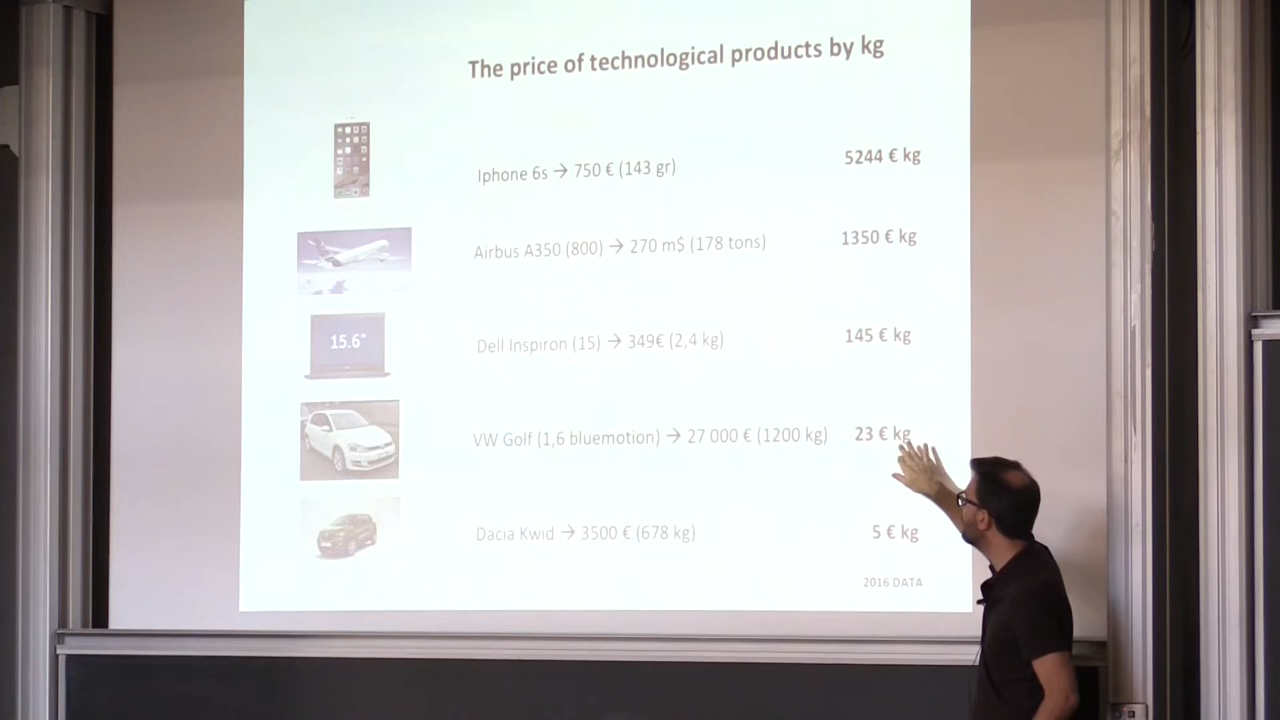 The price of technological products by kg
Iphone 6s → 750 € (143 gr) 5244 € kg
Airbus A350 (800) → 270 m$ (178 tons) 1350 € kg
15.6"
Dell Inspiron (15) → 349€ (2,4 kg) 145 € kg
VW Golf (1,6 bluemotion) → 27 000 € (1200 kg) 23 € kg
Dacia Kwid → 3500 € (678 kg) 5 € kg
2016 DATA